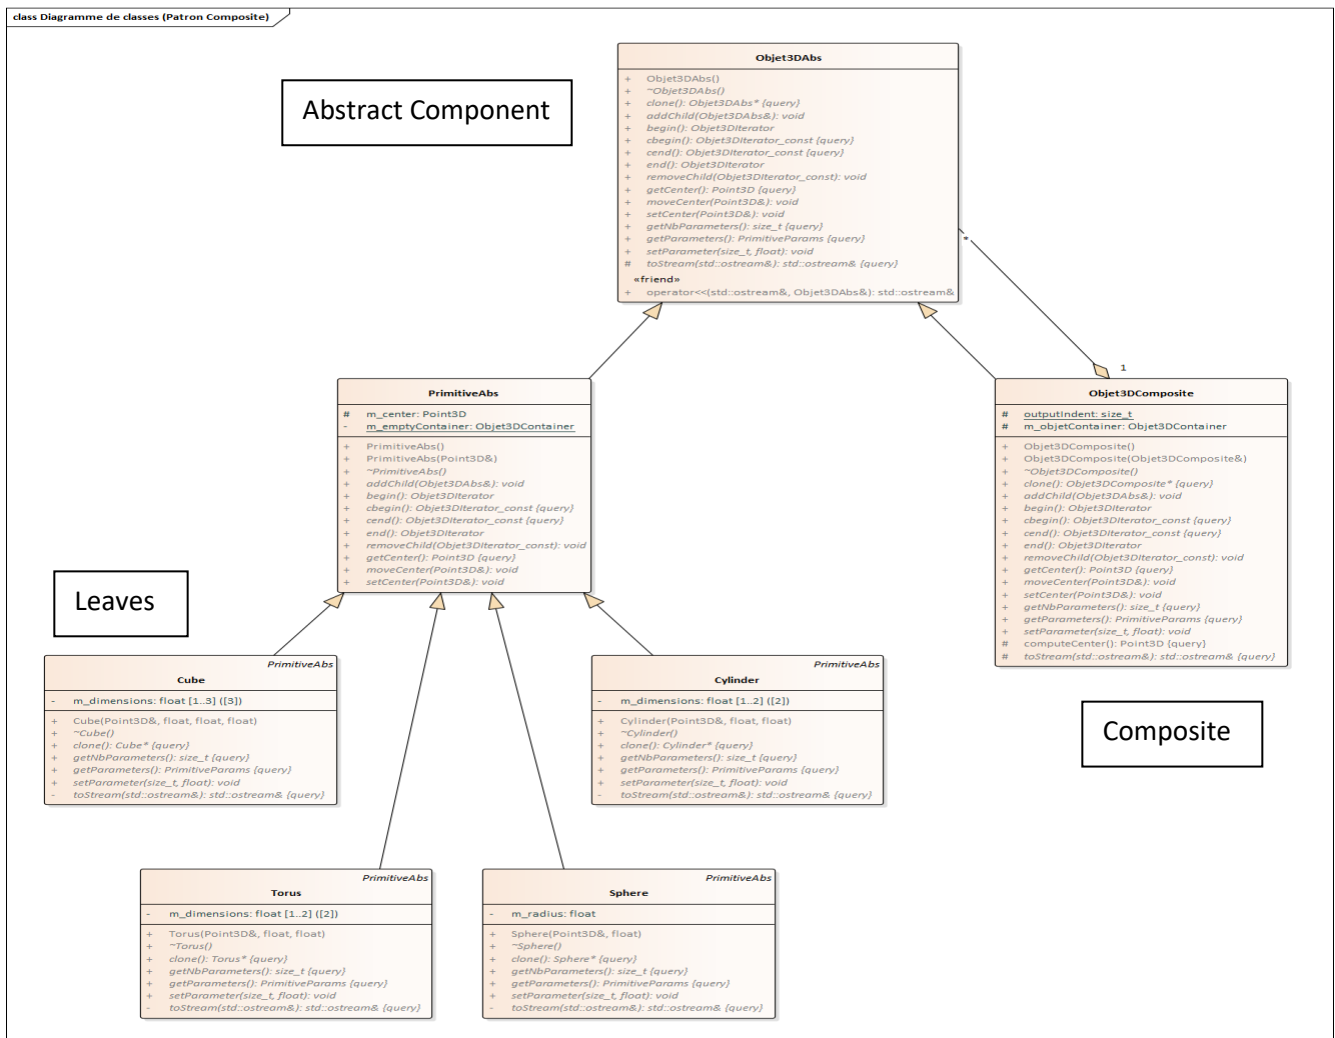 class Diagramme de classes (Patron Composite)
Abstract Component
Objet3DAbs
+ Objet3DAbs()
+ ~Objet3DAbs()
+ clone(): Objet3DAbs* {query}
+ addChild(Objet3DAbs&): void
+ begin(): Objet3DIterator
+ cbegin(): Objet3DIterator_const {query}
+ cend(): Objet3DIterator_const {query}
+ end(): Objet3DIterator
+ removeChild(Objet3DIterator_const): void
+ getCenter(): Point3D {query}
+ moveCenter(Point3D&): void
+ setCenter(Point3D&): void
+ getNbParameters(): size_t {query}
+ getParameters(): PrimitiveParams {query}
+ setParameter(size_t, float): void
# toStream(std::ostream&): std::ostream& {query}
«friend»
+ operator<<(std::ostream&, Objet3DAbs&): std::ostream&
*
1
PrimitiveAbs
# m_center: Point3D
- m_emptyContainer: Objet3DContainer
+ PrimitiveAbs()
+ PrimitiveAbs(Point3D&)
+ ~PrimitiveAbs()
+ addChild(Objet3DAbs&): void
+ begin(): Objet3DIterator
+ cbegin(): Objet3DIterator_const {query}
+ cend(): Objet3DIterator_const {query}
+ end(): Objet3DIterator
+ removeChild(Objet3DIterator_const): void
+ getCenter(): Point3D {query}
+ moveCenter(Point3D&): void
+ setCenter(Point3D&): void
Objet3DComposite
# outputIndent: size_t
# m_objetContainer: Objet3DContainer
+ Objet3DComposite()
+ Objet3DComposite(Objet3DComposite&)
+ ~Objet3DComposite()
+ clone(): Objet3DComposite* {query}
+ addChild(Objet3DAbs&): void
+ begin(): Objet3DIterator
+ cbegin(): Objet3DIterator_const {query}
+ cend(): Objet3DIterator_const {query}
+ end(): Objet3DIterator
+ removeChild(Objet3DIterator_const): void
+ getCenter(): Point3D {query}
+ moveCenter(Point3D&): void
+ setCenter(Point3D&): void
+ getNbParameters(): size_t {query}
+ getParameters(): PrimitiveParams {query}
+ setParameter(size_t, float): void
# computeCenter(): Point3D {query}
# toStream(std::ostream&): std::ostream& {query}
Leaves
Composite
PrimitiveAbs
Cube
- m_dimensions: float [1..3] ([3])
+ Cube(Point3D&, float, float, float)
+ ~Cube()
+ clone(): Cube* {query}
+ getNbParameters(): size_t {query}
+ getParameters(): PrimitiveParams {query}
+ setParameter(size_t, float): void
- toStream(std::ostream&): std::ostream& {query}
PrimitiveAbs
Cylinder
- m_dimensions: float [1..2] ([2])
+ Cylinder(Point3D&, float, float)
+ ~Cylinder()
+ clone(): Cylinder* {query}
+ getNbParameters(): size_t {query}
+ getParameters(): PrimitiveParams {query}
+ setParameter(size_t, float): void
- toStream(std::ostream&): std::ostream& {query}
PrimitiveAbs
Torus
- m_dimensions: float [1..2] ([2])
+ Torus(Point3D&, float, float)
+ ~Torus()
+ clone(): Torus* {query}
+ getNbParameters(): size_t {query}
+ getParameters(): PrimitiveParams {query}
+ setParameter(size_t, float): void
- toStream(std::ostream&): std::ostream& {query}
PrimitiveAbs
Sphere
- m_radius: float
+ Sphere(Point3D&, float)
+ ~Sphere()
+ clone(): Sphere* {query}
+ getNbParameters(): size_t {query}
+ getParameters(): PrimitiveParams {query}
+ setParameter(size_t, float): void
- toStream(std::ostream&): std::ostream& {query}